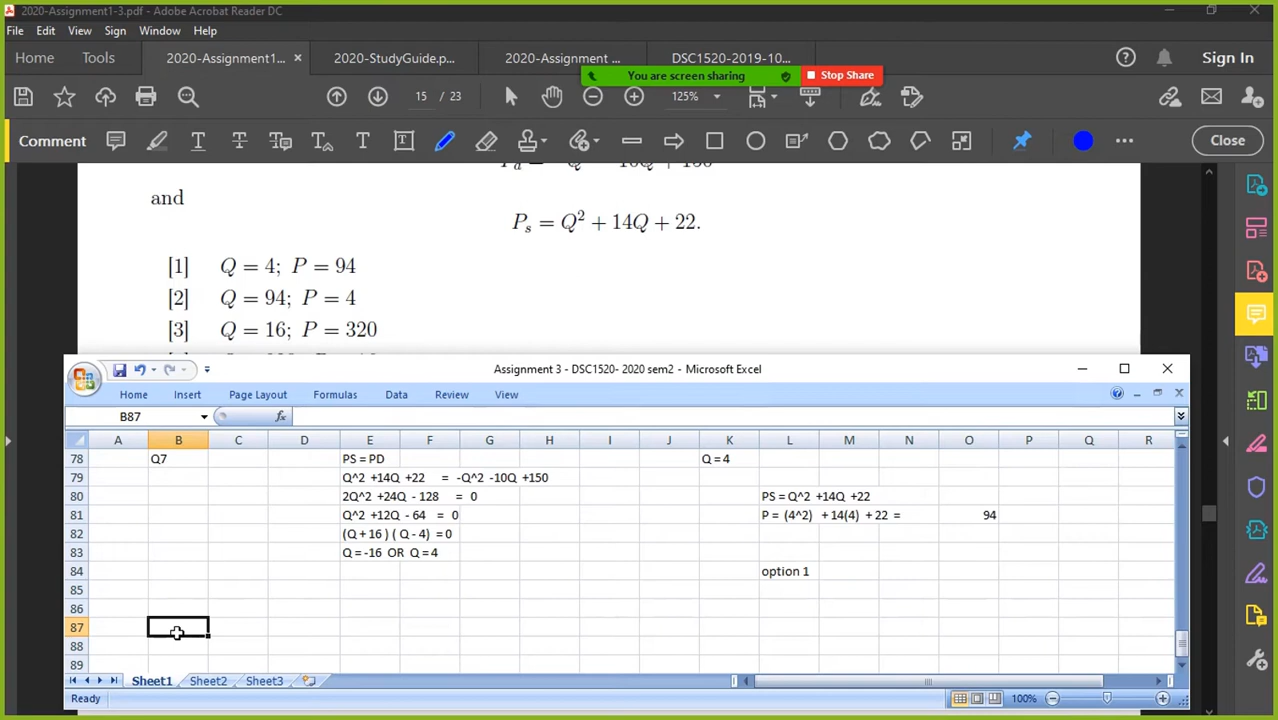 2020-Assignment1-3.pdf - Adobe Acrobat Reader DC
File Edit View Sign Window Help
Home Tools 2020-Assignment1... × 2020-StudyGuide.p... 2020-Assignment ... DSC1520-2019-10... Sign In
You are screen sharing Stop Share
15 / 23 125%
Comment Close
and
Pₛ = Q² + 14Q + 22.
[1] Q = 4; P = 94
[2] Q = 94; P = 4
[3] Q = 16; P = 320
Assignment 3 - DSC1520- 2020 sem2 - Microsoft Excel
Home Insert Page Layout Formulas Data Review View
B87 fx
A B C D E F G H I J K L M N O P Q R
78 Q7 PS = PD Q = 4
79 Q^2 +14Q +22 = -Q^2 -10Q +150
80 2Q^2 +24Q - 128 = 0 PS = Q^2 +14Q +22
81 Q^2 +12Q - 64 = 0 P = (4^2) + 14(4) + 22 = 94
82 (Q + 16 ) ( Q - 4) = 0
83 Q = -16 OR Q = 4
84 option 1
85
86
87
88
89
Sheet1 Sheet2 Sheet3
Ready 100%